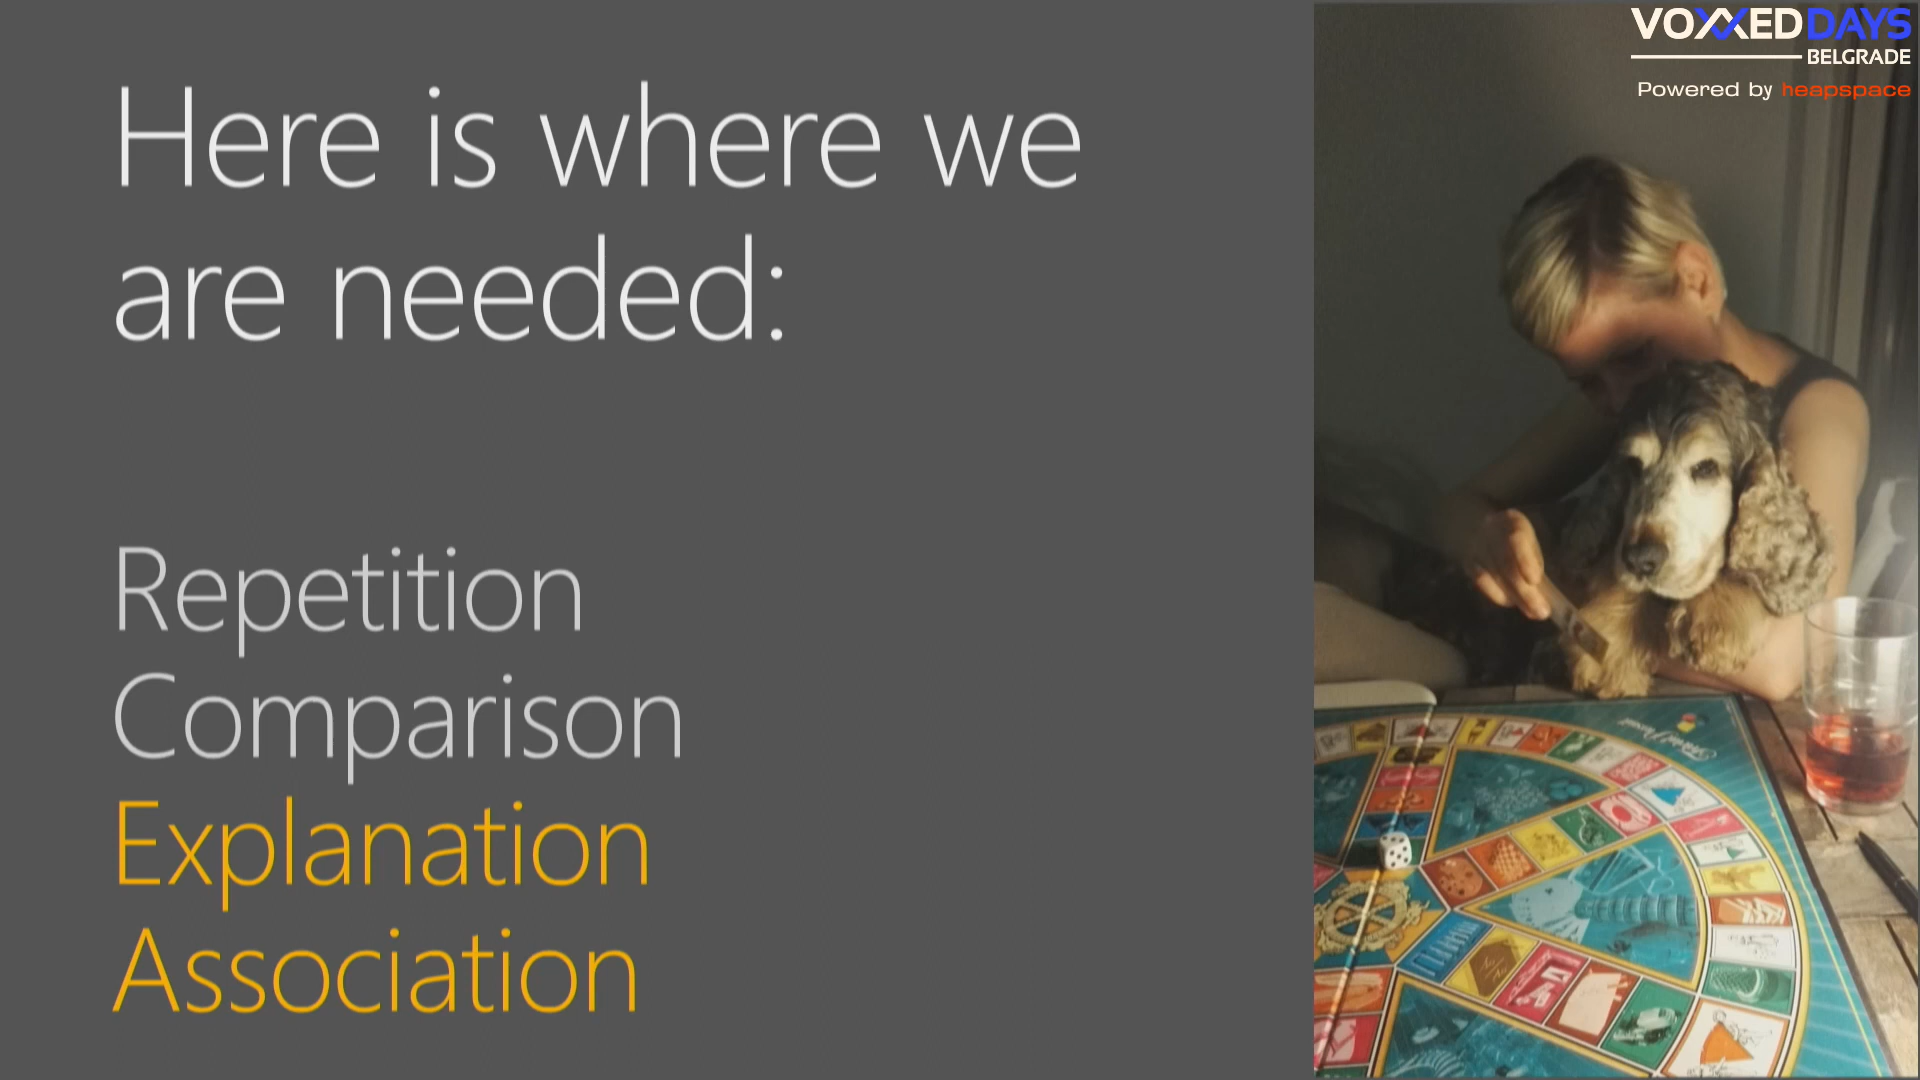 VOXXED DAYS
BELGRADE
Powered by heapspace
Here is where we
are needed:
Repetition
Comparison
Explanation
Association